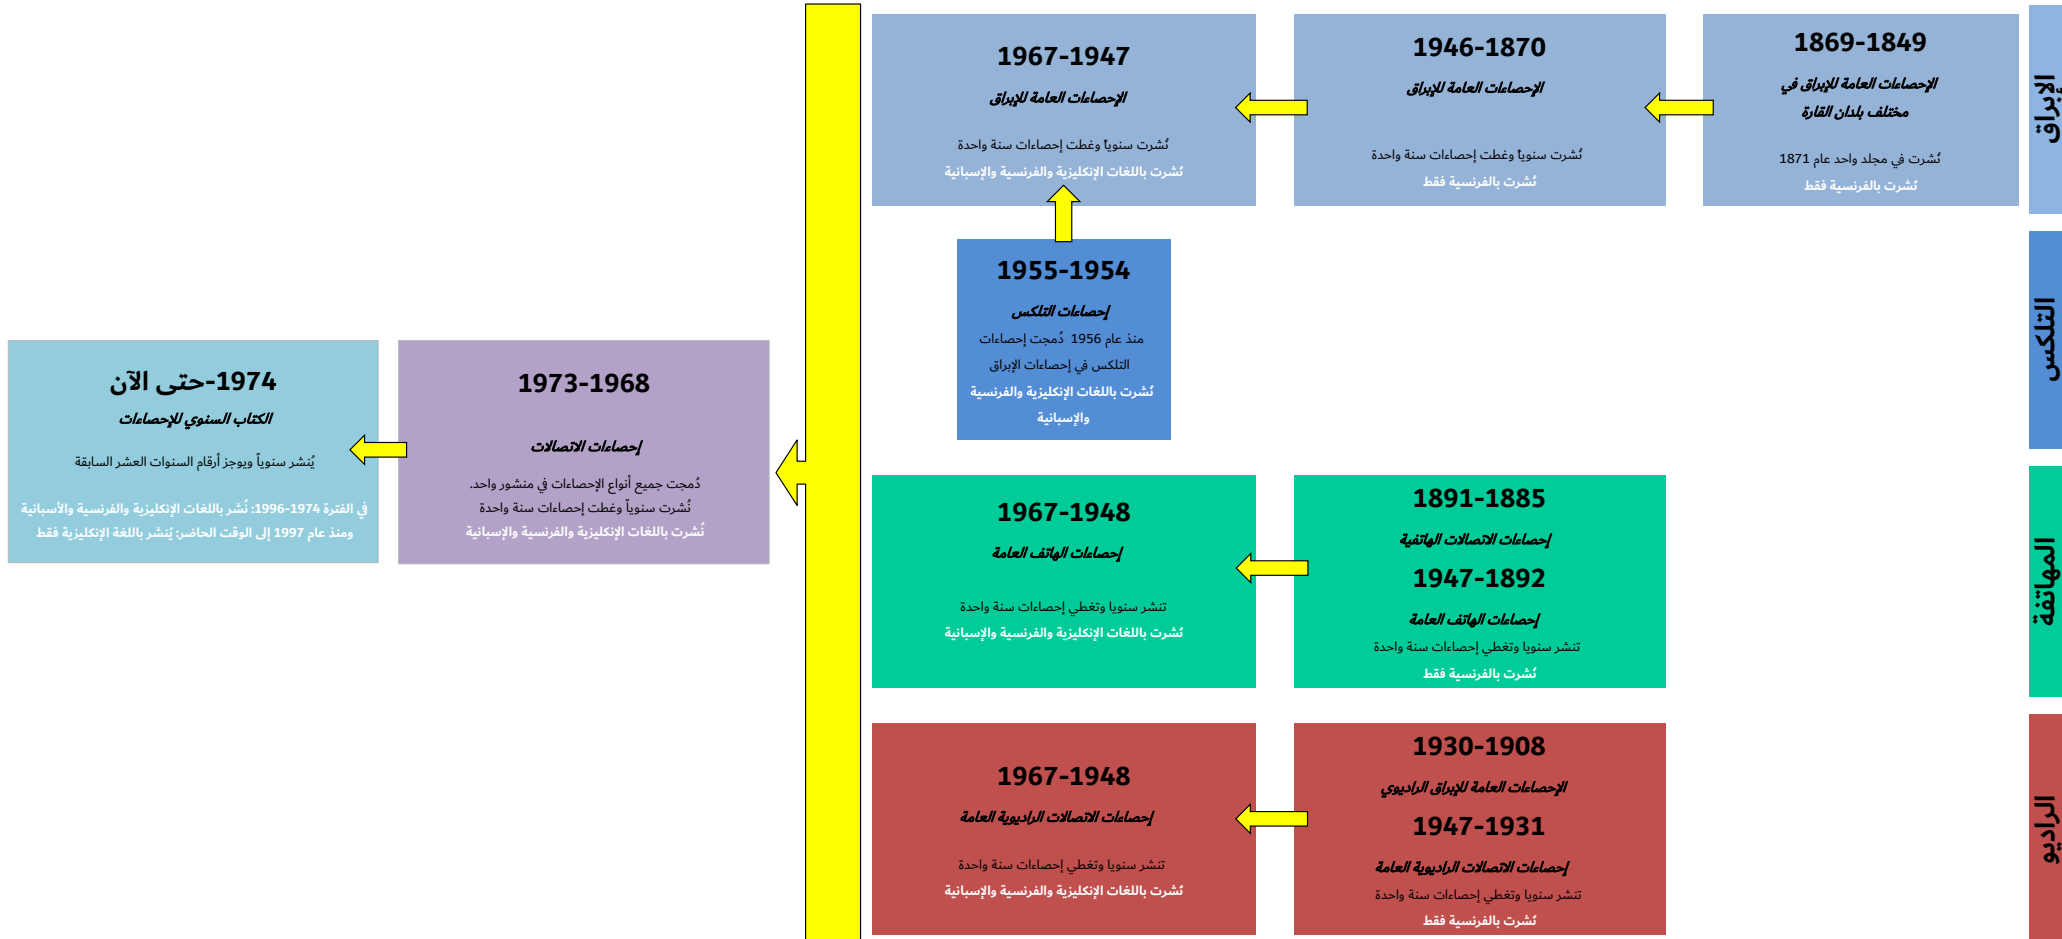 الإبراق
1869-1849
الإحصاءات العامة للإبراق في
مختلف بلدان القارة
نُشرت في مجلد واحد عام 1871
نُشرت بالفرنسية فقط
1946-1870
الإحصاءات العامة للإبراق
نُشرت سنوياً وغطت إحصاءات سنة واحدة
نُشرت بالفرنسية فقط
1967-1947
الإحصاءات العامة للإبراق
نُشرت سنوياً وغطت إحصاءات سنة واحدة
نُشرت باللغات الإنكليزية والفرنسية والإسبانية
التلكس
1955-1954
إحصاءات التلكس
منذ عام 1956 دُمجت إحصاءات
التلكس في إحصاءات الإبراق
نُشرت باللغات الإنكليزية والفرنسية
والإسبانية
المهاتفة
1891-1885
إحصاءات الاتصالات الهاتفية
1947-1892
إحصاءات الهاتف العامة
تنشر سنويا وتغطي إحصاءات سنة واحدة
نُشرت بالفرنسية فقط
1967-1948
إحصاءات الهاتف العامة
تنشر سنويا وتغطي إحصاءات سنة واحدة
نُشرت باللغات الإنكليزية والفرنسية والإسبانية
الراديو
1930-1908
الإحصاءات العامة للإبراق الراديوي
1947-1931
إحصاءات الاتصالات الراديوية العامة
تنشر سنويا وتغطي إحصاءات سنة واحدة
نُشرت بالفرنسية فقط
1967-1948
إحصاءات الاتصالات الراديوية العامة
تنشر سنويا وتغطي إحصاءات سنة واحدة
نُشرت باللغات الإنكليزية والفرنسية والإسبانية
1973-1968
إحصاءات الاتصالات
دُمجت جميع أنواع الإحصاءات في منشور واحد.
نُشرت سنوياً وغطت إحصاءات سنة واحدة
نُشرت باللغات الإنكليزية والفرنسية والإسبانية
1974-حتى الآن
الكتاب السنوي للإحصاءات
يُنشر سنوياً ويوجز أرقام السنوات العشر السابقة
في الفترة 1974-1996: نُشر باللغات الإنكليزية والفرنسية والأسبانية
ومنذ عام 1997 إلى الوقت الحاضر: يُنشر باللغة الإنكليزية فقط